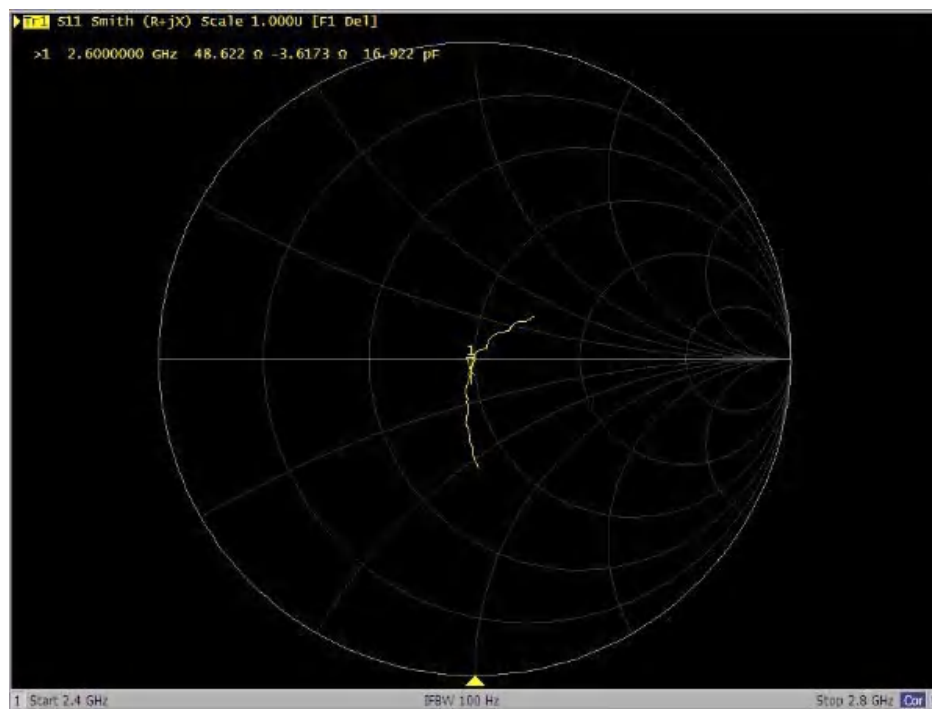 Tr1 S11 Smith (R+jX) Scale 1.000U [F1 Del]
>1 2.6000000 GHz 48.622 Ω -3.6173 Ω 16.922 pF
1
1 Start 2.4 GHz IFBW 100 Hz Stop 2.8 GHz Cor